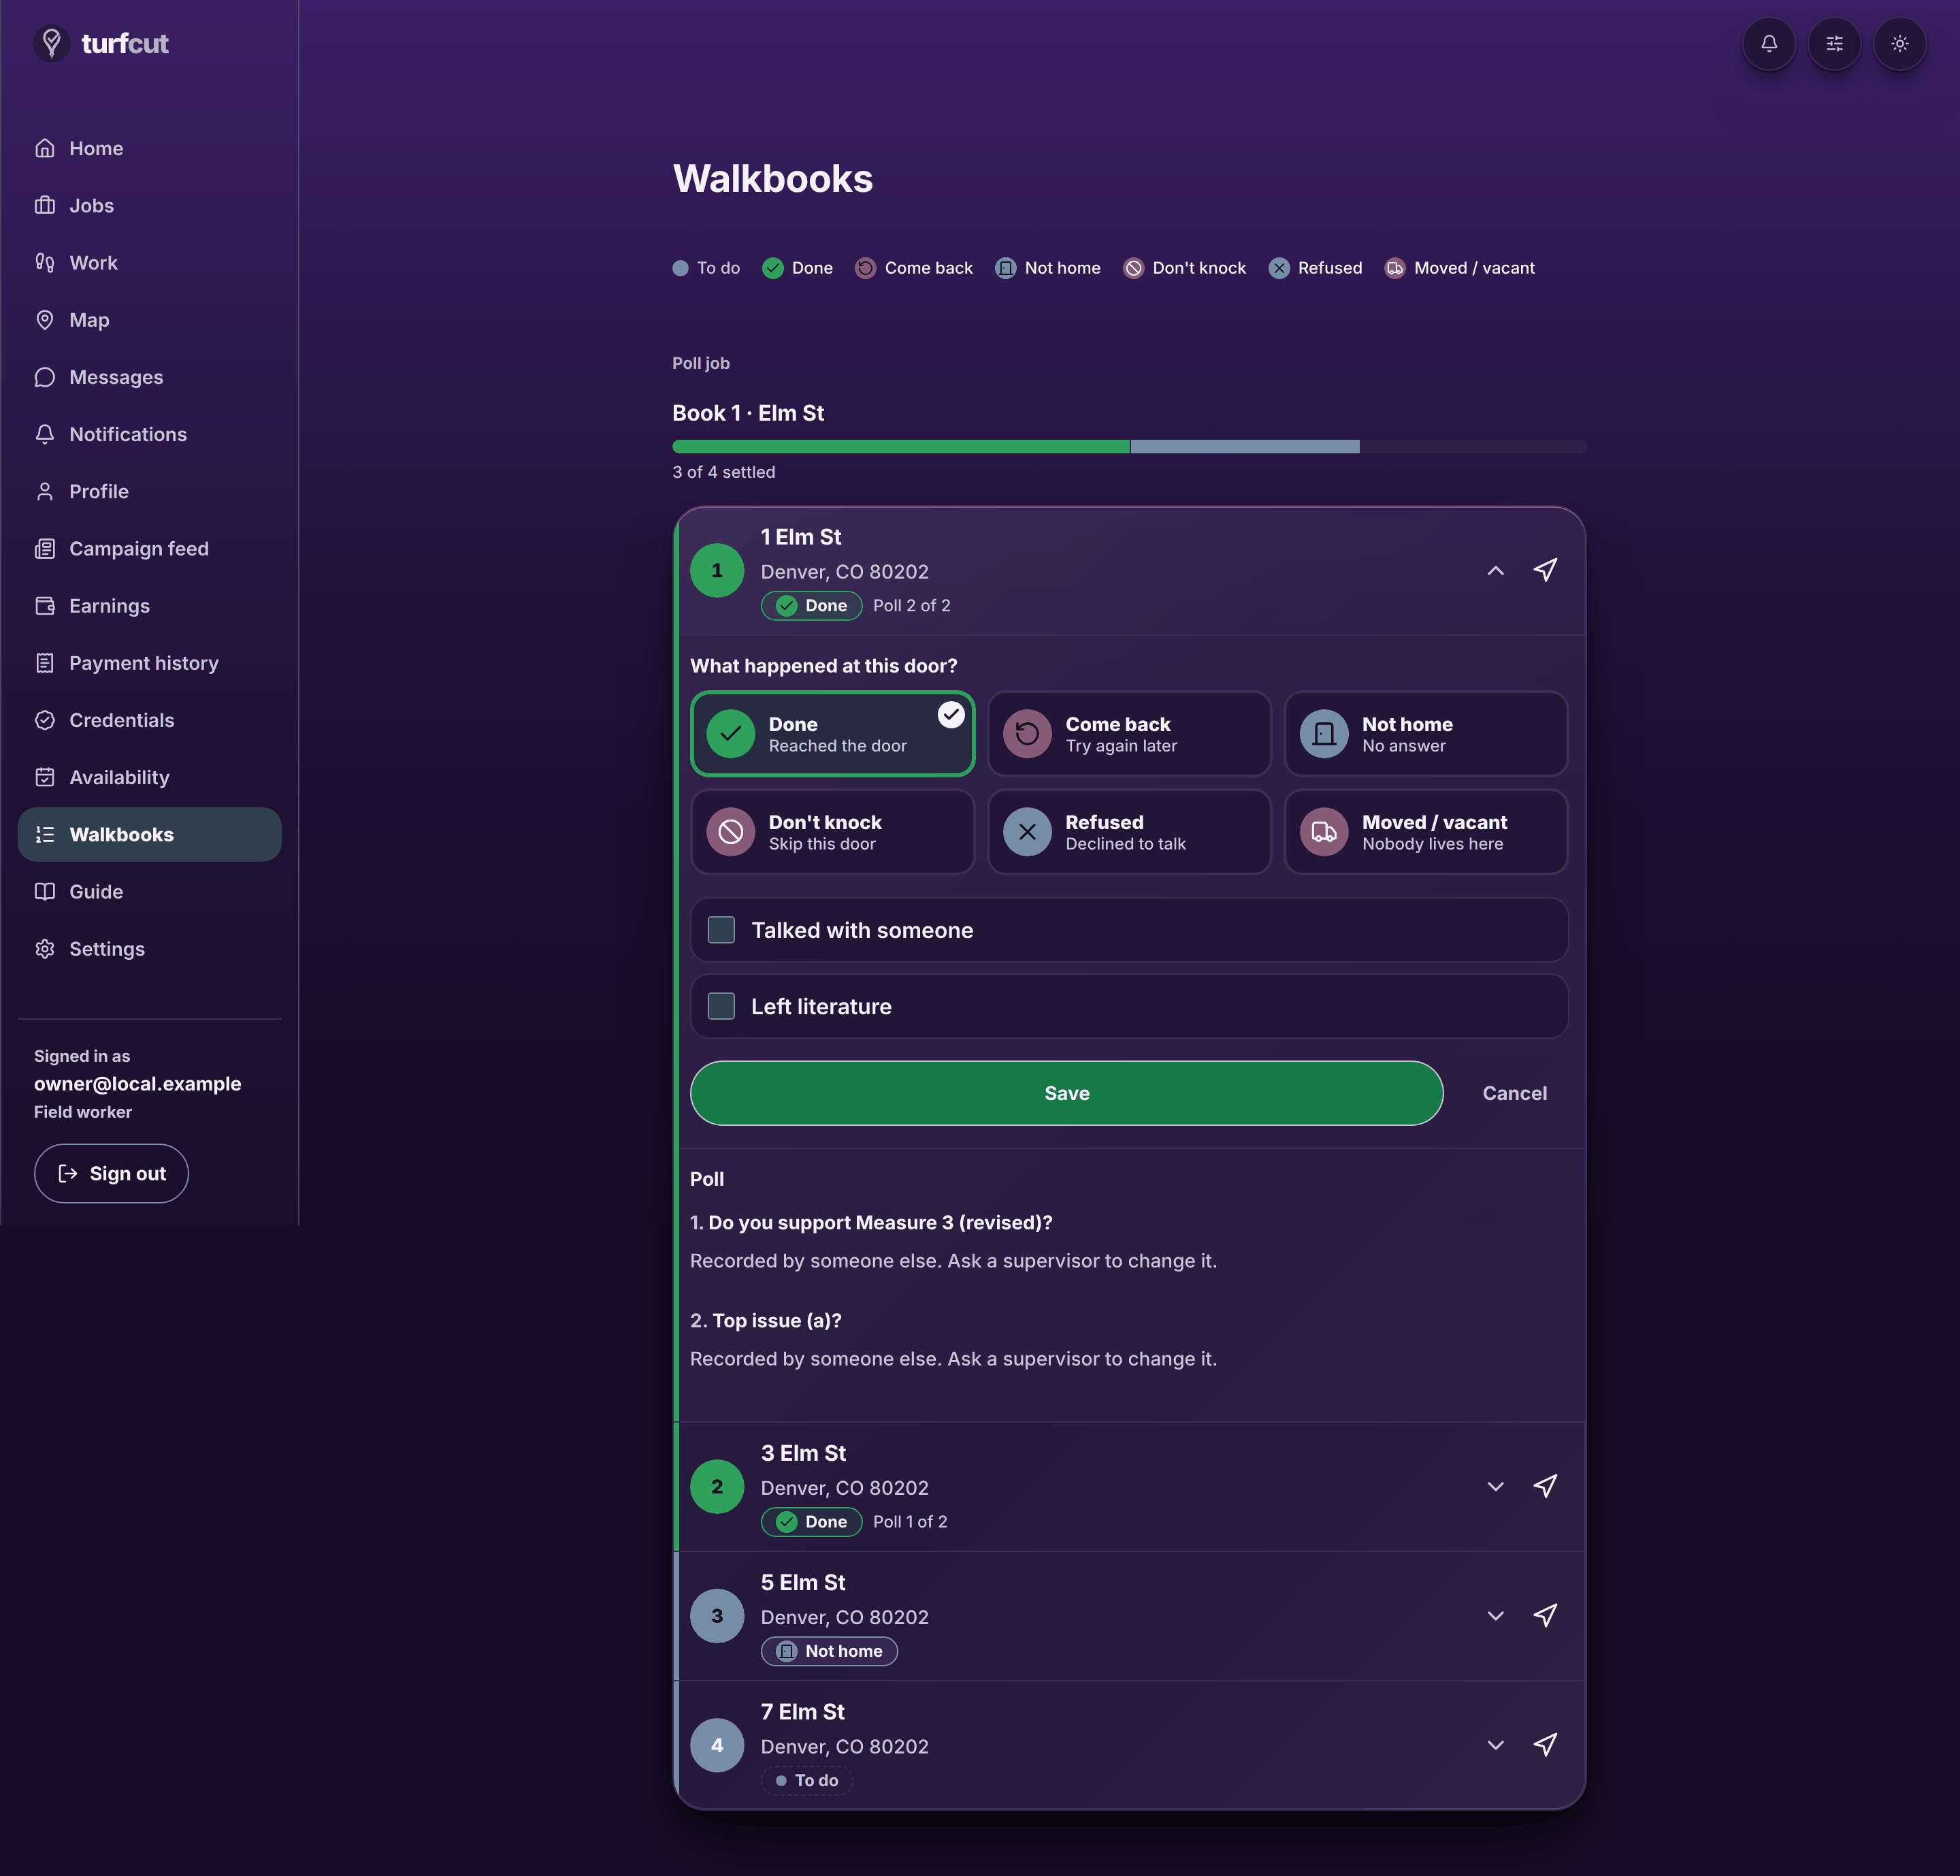 turfcut
Home
Jobs
Work
Map
Messages
Notifications
Profile
Campaign feed
Earnings
Payment history
Credentials
Availability
Walkbooks
Guide
Settings
Signed in as
owner@local.example
Field worker
Sign out
Walkbooks
To do Done Come back Not home Don't knock Refused Moved / vacant
Poll job
Book 1 · Elm St
3 of 4 settled
1 Elm St
1
Denver, CO 80202
Done Poll 2 of 2
What happened at this door?
Done
Reached the door
Come back
Try again later
Not home
No answer
Don't knock
Skip this door
Refused
Declined to talk
Moved / vacant
Nobody lives here
Talked with someone
Left literature
Save Cancel
Poll
1. Do you support Measure 3 (revised)?
Recorded by someone else. Ask a supervisor to change it.
2. Top issue (a)?
Recorded by someone else. Ask a supervisor to change it.
3 Elm St
2
Denver, CO 80202
Done Poll 1 of 2
5 Elm St
3
Denver, CO 80202
Not home
7 Elm St
4
Denver, CO 80202
To do